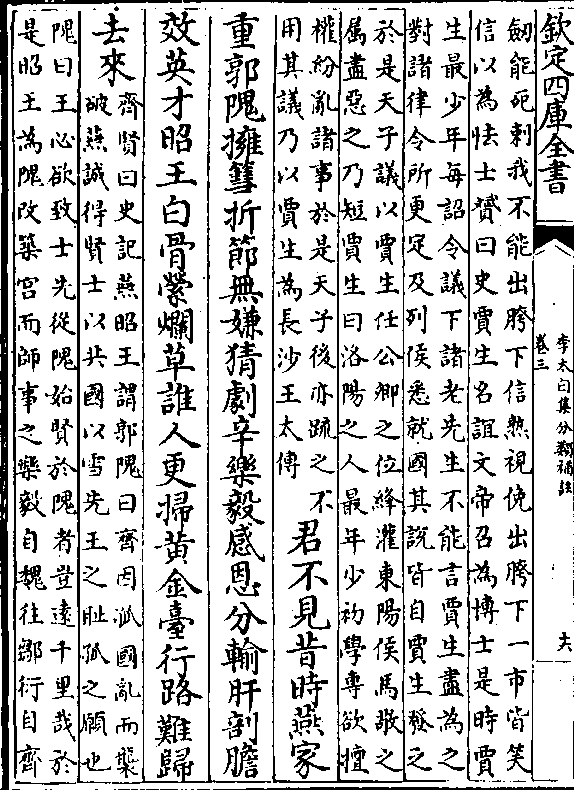 欽定四庫全書
李太白集分類補註
卷三
十六
劒能死刺我不能出胯下信熟視俛出胯下一市皆笑
信以為怯士贇曰史賈生名誼文帝召為博士是時賈
生最少年每詔令議下諸老先生不能言賈生盡為之
對諸律令所更定及列侯悉就國其說皆自賈生發之
於是天子議以賈生任公卿之位絳灌東陽侯馮敬之
屬盡惡之乃短賈生曰洛陽之人最年少初學專欲擅
權紛亂諸事於是天子後亦疏之不
用其議乃以賈生為長沙王太傅
君不見昔時燕家
重郭隗擁篲折節無嫌猜劇辛樂毅感恩分輸肝剖膽
效英才昭王白骨縈爛草誰人更掃黃金臺行路難歸
去來
齊賢曰史記燕昭王謂郭隗曰齊因孤國亂而襲
破燕誠得賢士以共國以雪先王之恥孤之願也
隗曰王心欲致士先從隗始賢於隗者豈遠千里哉於
是昭王為隗改築宫而師事之樂毅自魏往鄒衍自齊